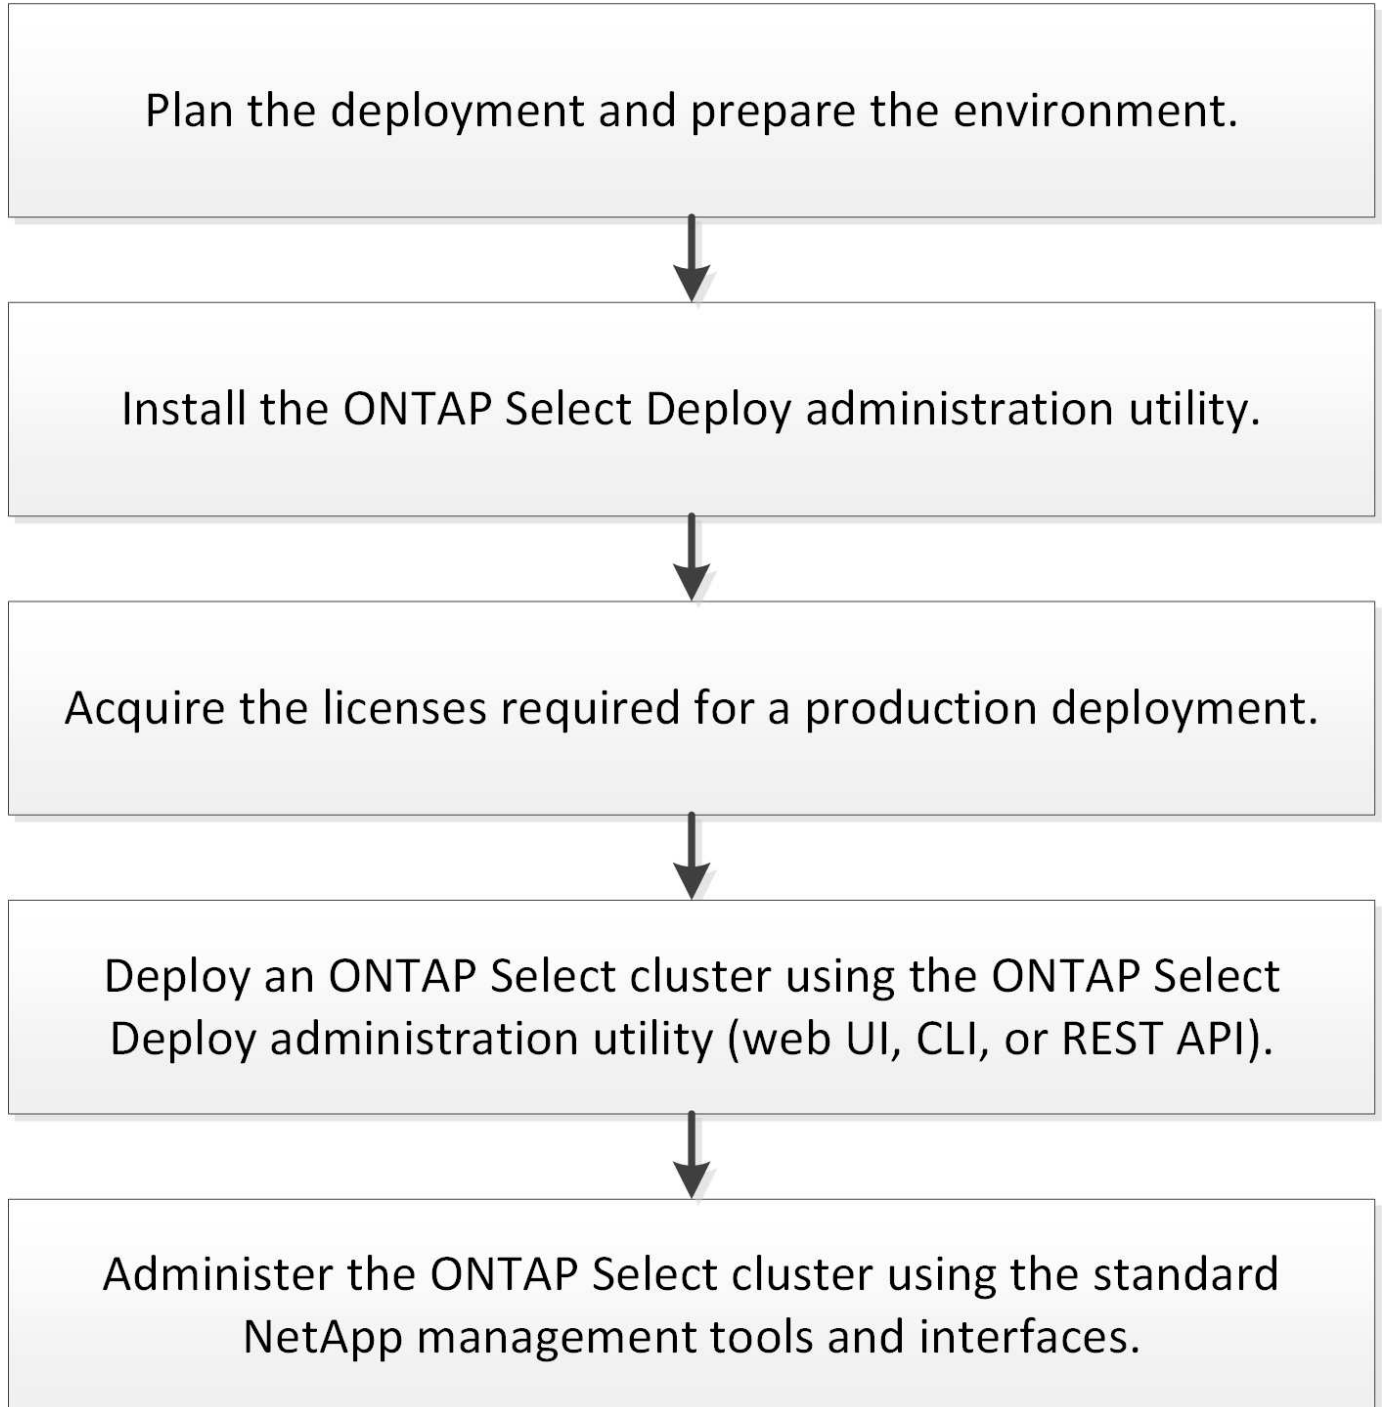 Plan the deployment and prepare the environment.
Install the ONTAP Select Deploy administration utility.
Acquire the licenses required for a production deployment.
Deploy an ONTAP Select cluster using the ONTAP Select
Deploy administration utility (web UI, CLI, or REST API).
Administer the ONTAP Select cluster using the standard
NetApp management tools and interfaces.